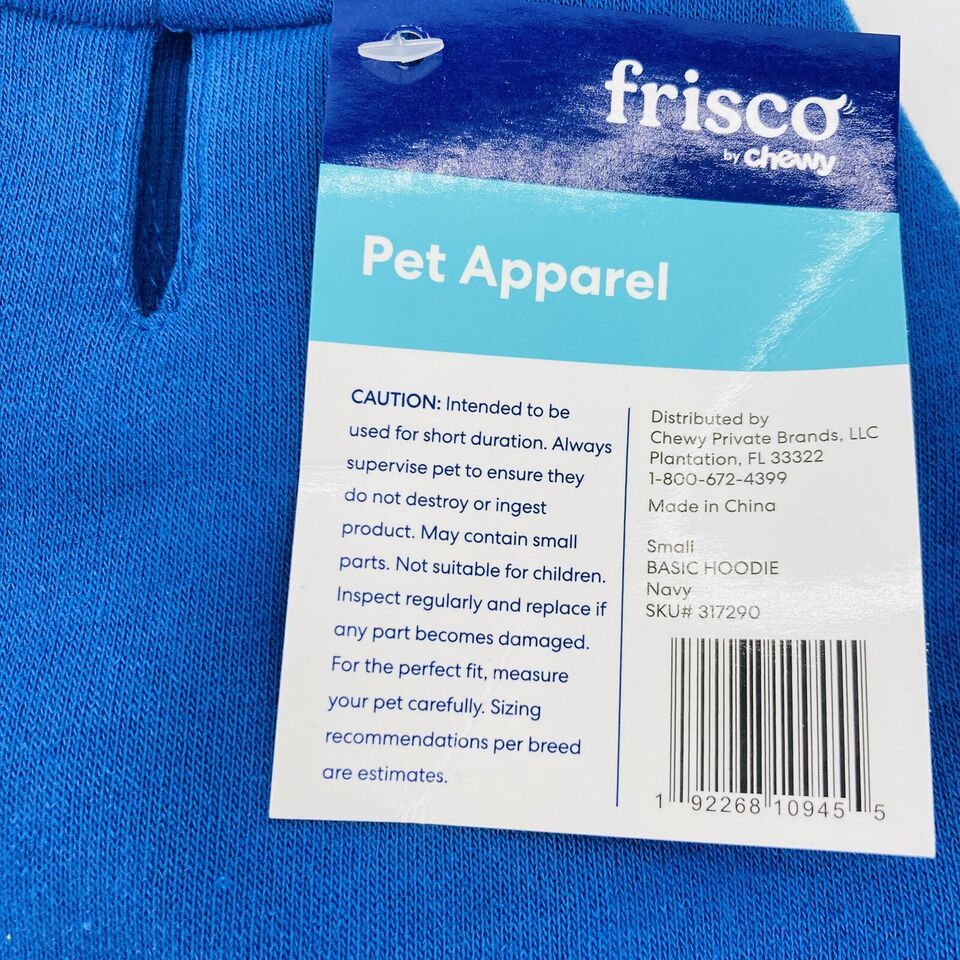 frisco
by chewy
Pet Apparel
CAUTION: Intended to be
used for short duration. Always
supervise pet to ensure they
do not destroy or ingest
product. May contain small
parts. Not suitable for children.
Inspect regularly and replace if
any part becomes damaged.
For the perfect fit, measure
your pet carefully. Sizing
recommendations per breed
are estimates.
Distributed by
Chewy Private Brands, LLC
Plantation, FL 33322
1-800-672-4399
Made in China
Small
BASIC HOODIE
Navy
SKU# 317290
1 92268 10945 5